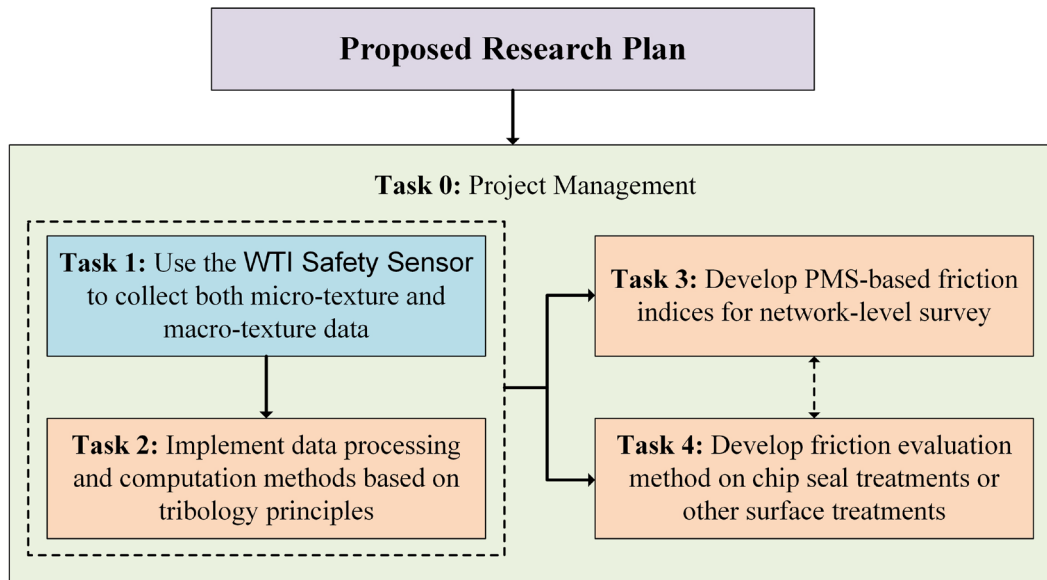 Proposed Research Plan
Task 0: Project Management
Task 1: Use the WTI Safety Sensor
to collect both micro-texture and
macro-texture data
Task 2: Implement data processing
and computation methods based on
tribology principles
Task 3: Develop PMS-based friction
indices for network-level survey
Task 4: Develop friction evaluation
method on chip seal treatments or
other surface treatments